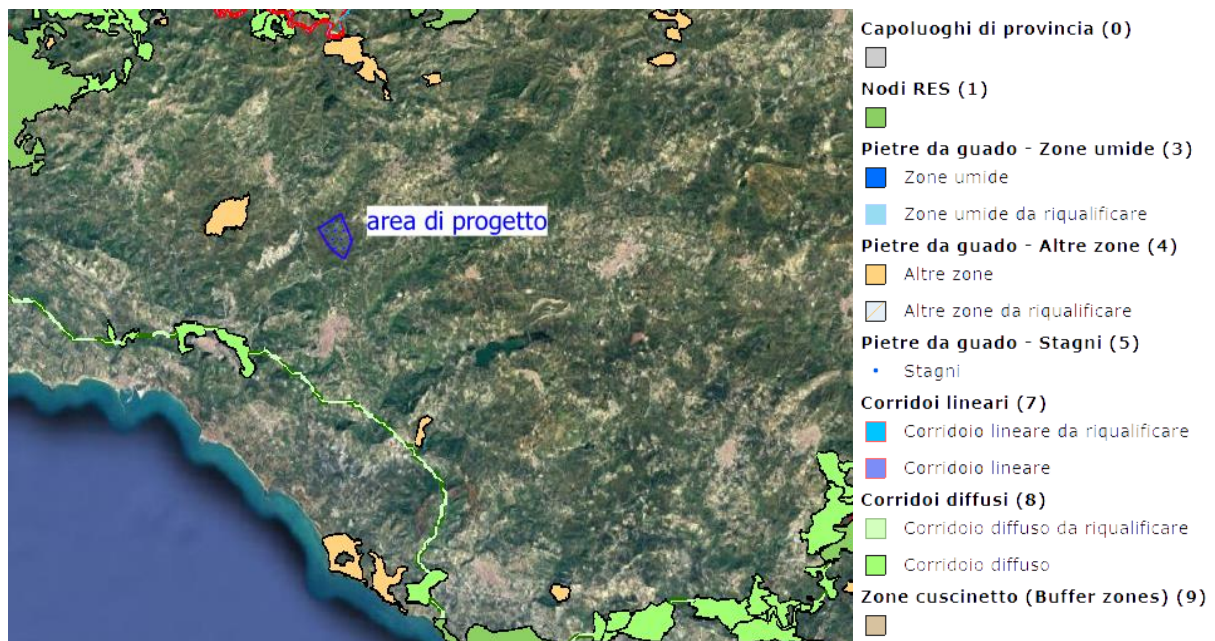 area di progetto
Capoluoghi di provincia (0)
Nodi RES (1)
Pietre da guado - Zone umide (3)
Zone umide
Zone umide da riqualificare
Pietre da guado - Altre zone (4)
Altre zone
Altre zone da riqualificare
Pietre da guado - Stagni (5)
Stagni
Corridoi lineari (7)
Corridoio lineare da riqualificare
Corridoio lineare
Corridoi diffusi (8)
Corridoio diffuso da riqualificare
Corridoio diffuso
Zone cuscinetto (Buffer zones) (9)